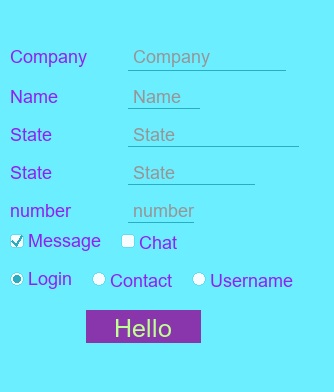 Company Company
Name Name
State State
State State
number number
Message Chat
Login Contact Username
Hello